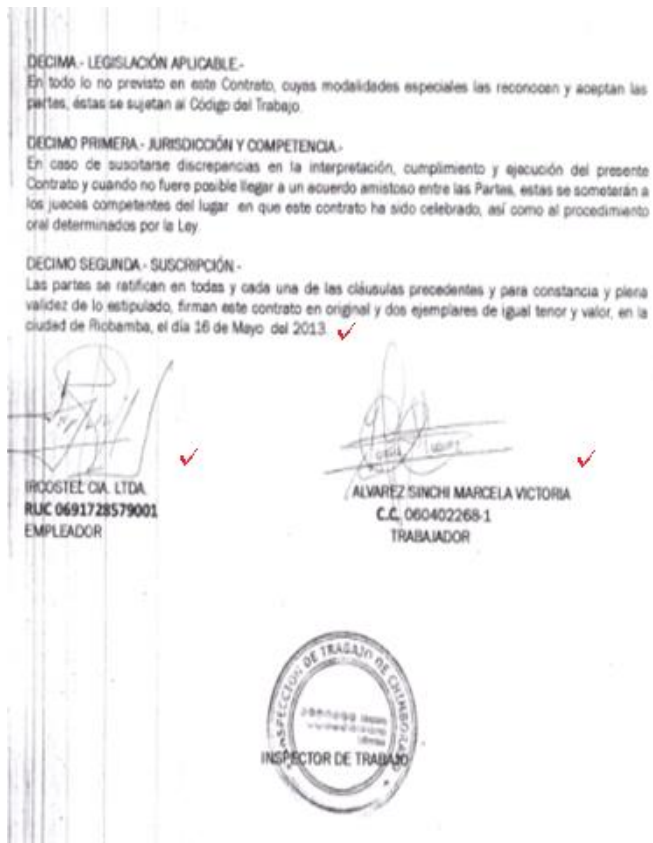 DECIMA.- LEGISLACIÓN APLICABLE.-
En todo lo no previsto en este Contrato, cuyas modalidades especiales las reconocen y aceptan las
partes, éstas se sujetan al Código del Trabajo.
DECIMO PRIMERA.- JURISDICCIÓN Y COMPETENCIA.-
En caso de suscitarse discrepancias en la interpretación, cumplimiento y ejecución del presente
Contrato y cuando no fuere posible llegar a un acuerdo amistoso entre las Partes, estas se someterán a
los jueces competentes del lugar en que este contrato ha sido celebrado, así como al procedimiento
oral determinados por la Ley.
DECIMO SEGUNDA.- SUSCRIPCIÓN.-
Las partes se ratifican en todas y cada una de las cláusulas precedentes y para constancia y plena
validez de lo estipulado, firman este contrato en original y dos ejemplares de igual tenor y valor, en la
ciudad de Riobamba, el día 16 de Mayo del 2013
IRCOSTEL CIA. LTDA.
RUC 0691728579001
EMPLEADOR
ALVAREZ SINCHI MARCELA VICTORIA
C.C. 060402268-1
TRABAJADOR
INSPECCION DE TRABAJO DE CHIMBORAZO
INSPECTOR DE TRABAJO